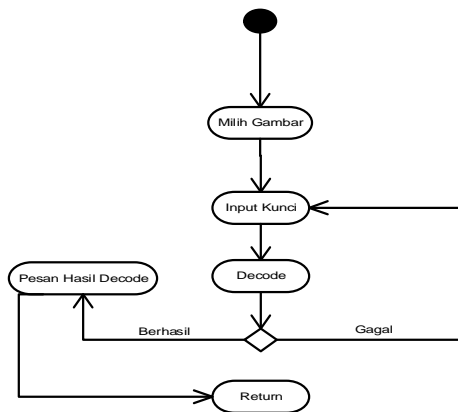 Milih Gambar
Input Kunci
Decode
Pesan Hasil Decode
Berhasil
Gagal
Return